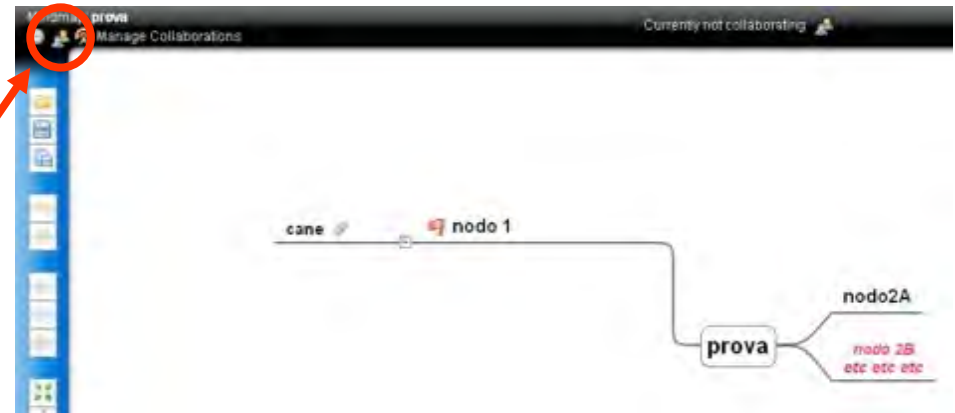 prova
Manage Collaborations
Currently not collaborating
cane
nodo 1
nodo2A
prova
nodo 2B
etc etc etc